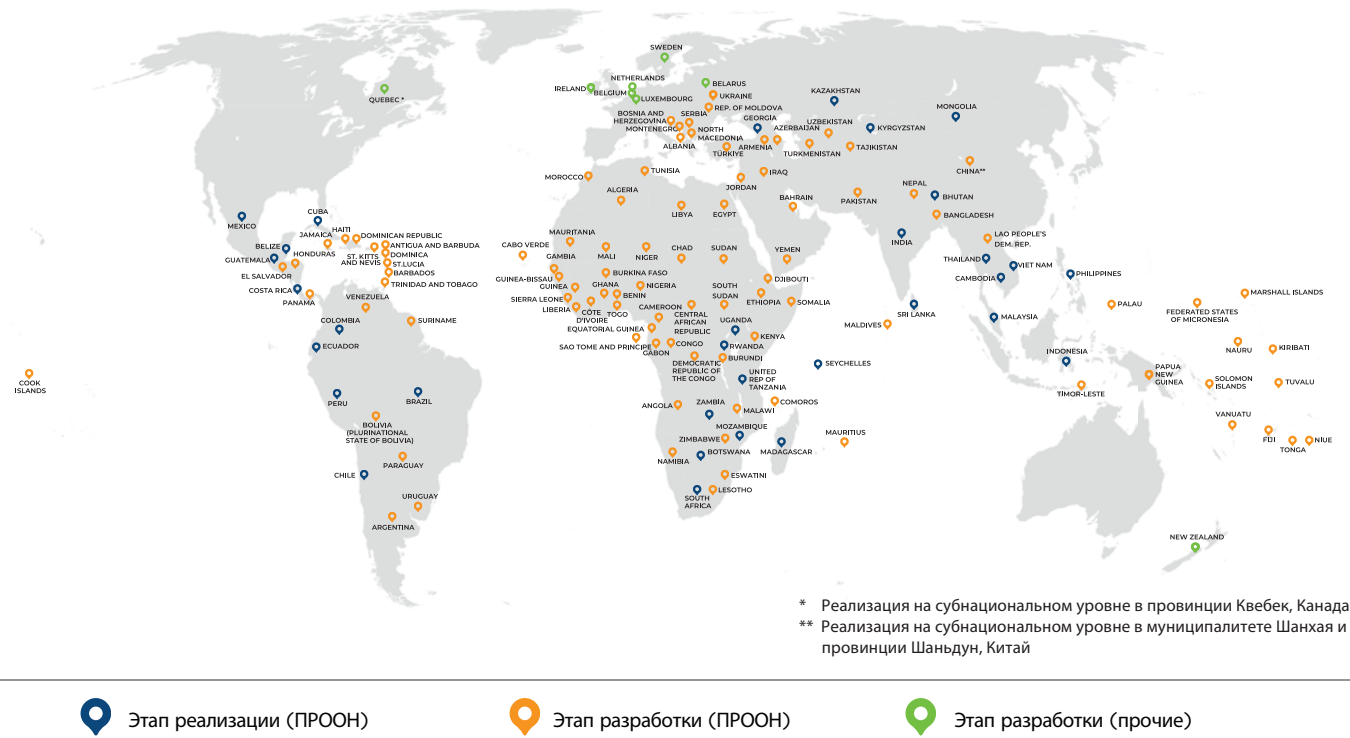 SWEDEN
NETHERLANDS
IRELAND
BELGIUM
LUXEMBOURG
BELARUS
UKRAINE
QUEBEC *
REP. OF MOLDOVA
BOSNIA AND
HERZEGOVINA
SERBIA
MONTENEGRO
NORTH
MACEDONIA
ALBANIA
TÜRKIYE
GEORGIA
ARMENIA
AZERBAIJAN
KAZAKHSTAN
UZBEKISTAN
KYRGYZSTAN
TURKMENISTAN
TAJIKISTAN
MONGOLIA
CHINA**
MOROCCO
TUNISIA
ALGERIA
LIBYA
EGYPT
JORDAN
IRAQ
BAHRAIN
PAKISTAN
NEPAL
BHUTAN
BANGLADESH
INDIA
LAO PEOPLE'S
DEM. REP.
THAILAND
VIET NAM
CAMBODIA
PHILIPPINES
MEXICO
CUBA
JAMAICA
HAITI
DOMINICAN REPUBLIC
BELIZE
GUATEMALA
HONDURAS
EL SALVADOR
COSTA RICA
PANAMA
ST. KITTS
AND NEVIS
ANTIGUA AND BARBUDA
DOMINICA
ST.LUCIA
BARBADOS
TRINIDAD AND TOBAGO
VENEZUELA
COLOMBIA
SURINAME
ECUADOR
CABO VERDE
MAURITANIA
GAMBIA
MALI
NIGER
CHAD
SUDAN
YEMEN
GUINEA-BISSAU
GUINEA
BURKINA FASO
GHANA
NIGERIA
BENIN
SIERRA LEONE
LIBERIA
CÔTE
D'IVOIRE
TOGO
CAMEROON
CENTRAL
AFRICAN
REPUBLIC
SOUTH
SUDAN
DJIBOUTI
ETHIOPIA
SOMALIA
EQUATORIAL GUINEA
SAO TOME AND PRINCIPE
GABON
CONGO
DEMOCRATIC
REPUBLIC OF
THE CONGO
UGANDA
KENYA
RWANDA
BURUNDI
UNITED
REP OF
TANZANIA
MALDIVES
SRI LANKA
SEYCHELLES
MALAYSIA
INDONESIA
TIMOR-LESTE
PALAU
MARSHALL ISLANDS
FEDERATED STATES
OF MICRONESIA
NAURU
KIRIBATI
PAPUA
NEW
GUINEA
SOLOMON
ISLANDS
TUVALU
VANUATU
FIJI
TONGA
NIUE
COOK
ISLANDS
PERU
BRAZIL
BOLIVIA
(PLURINATIONAL
STATE OF BOLIVIA)
PARAGUAY
CHILE
URUGUAY
ARGENTINA
ANGOLA
ZAMBIA
MALAWI
COMOROS
MOZAMBIQUE
ZIMBABWE
NAMIBIA
BOTSWANA
MADAGASCAR
MAURITIUS
ESWATINI
LESOTHO
SOUTH
AFRICA
NEW ZEALAND
* Реализация на субнациональном уровне в провинции Квебек, Канада
** Реализация на субнациональном уровне в муниципалитете Шанхая и
провинции Шаньдун, Китай
Этап реализации (ПРООН)
Этап разработки (ПРООН)
Этап разработки (прочие)